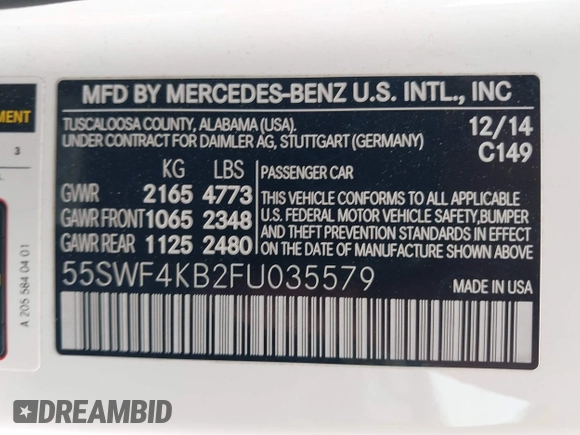 MENT
3
A 205 584 04 01
MFD BY MERCEDES-BENZ U.S. INTL., INC
TUSCALOOSA COUNTY, ALABAMA (USA).
UNDER CONTRACT FOR DAIMLER AG, STUTTGART (GERMANY)
12/14
C149
KG LBS
GVWR 2165 4773
GAWR FRONT 1065 2348
GAWR REAR 1125 2480
PASSENGER CAR
THIS VEHICLE CONFORMS TO ALL APPLICABLE
U.S. FEDERAL MOTOR VEHICLE SAFETY, BUMPER
AND THEFT PREVENTION STANDARDS IN EFFECT
ON THE DATE OF MANUFACTURE SHOWN ABOVE
55SWF4KB2FU035579
MADE IN USA
DREAMBID